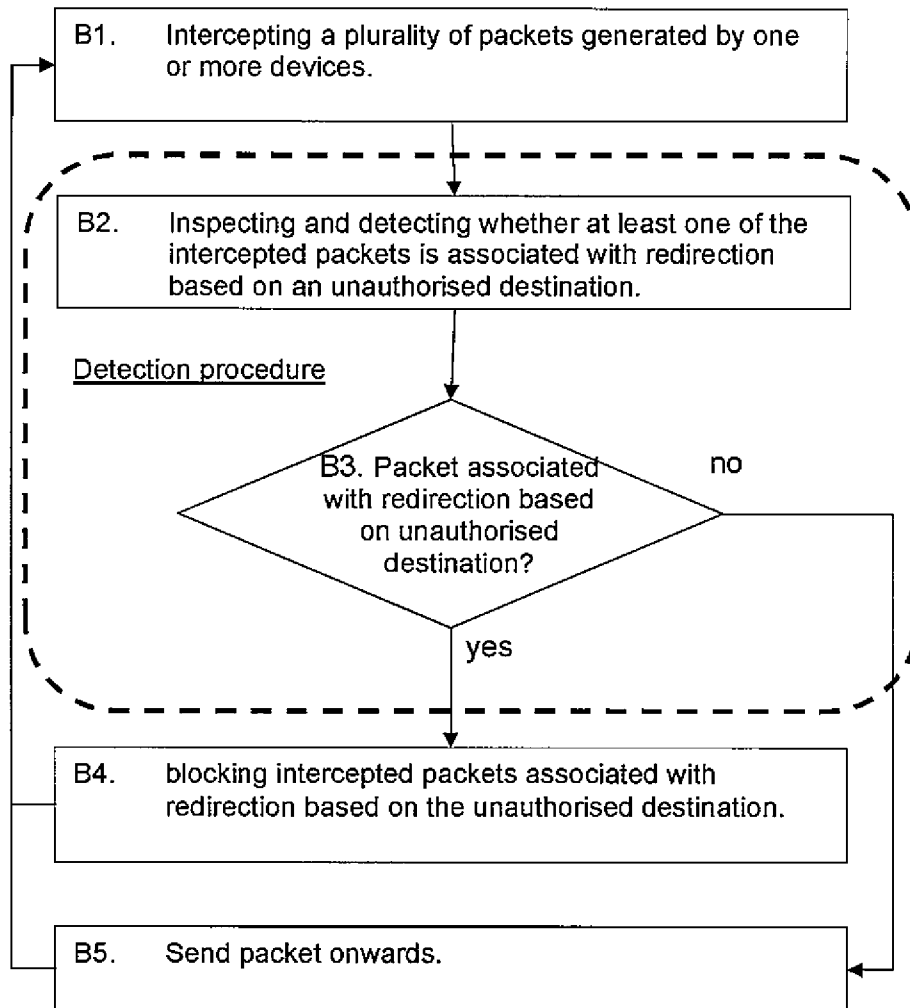 B1. Intercepting a plurality of packets generated by one
or more devices.
B2. Inspecting and detecting whether at least one of the
intercepted packets is associated with redirection
based on an unauthorised destination.
Detection procedure
B3. Packet associated
with redirection based
on unauthorised
destination?
no
yes
B4. blocking intercepted packets associated with
redirection based on the unauthorised destination.
B5. Send packet onwards.